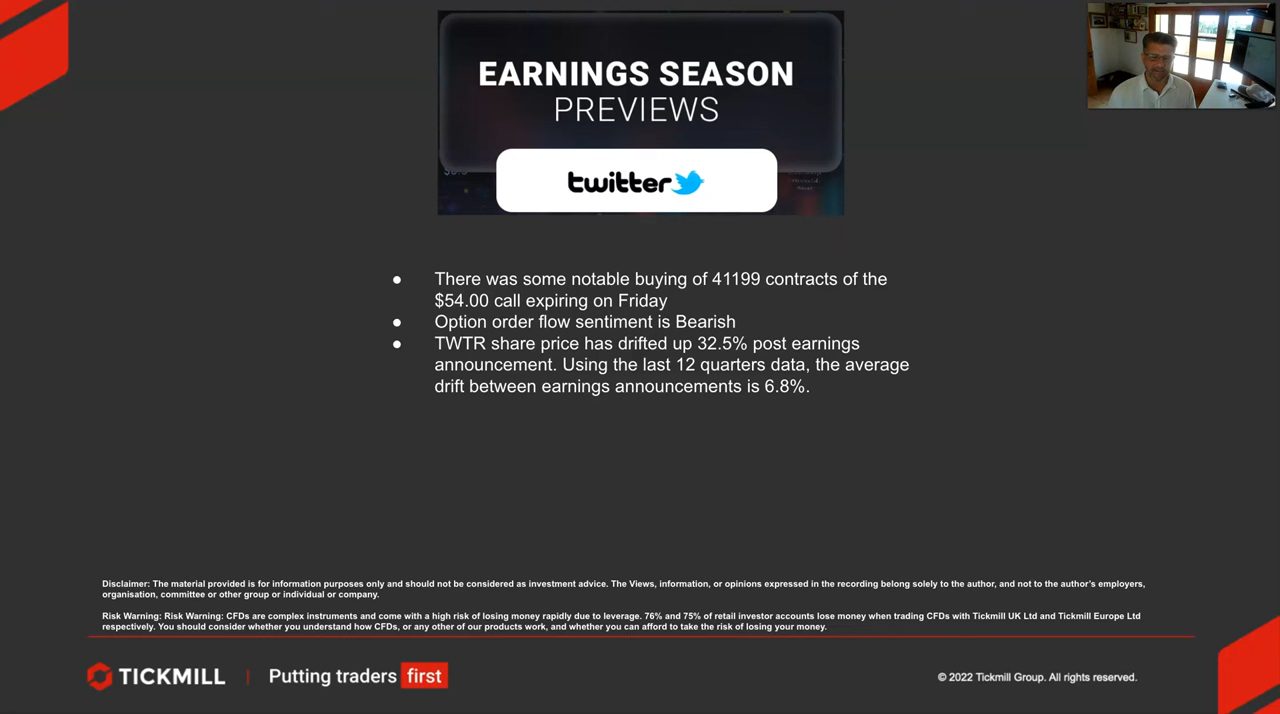 EARNINGS SEASON
PREVIEWS
twitter
● There was some notable buying of 41199 contracts of the
$54.00 call expiring on Friday
● Option order flow sentiment is Bearish
● TWTR share price has drifted up 32.5% post earnings
announcement. Using the last 12 quarters data, the average
drift between earnings announcements is 6.8%.
Disclaimer: The material provided is for information purposes only and should not be considered as investment advice. The Views, information, or opinions expressed in the recording belong solely to the author, and not to the author's employers,
organisation, committee or other group or individual or company.
Risk Warning: Risk Warning: CFDs are complex instruments and come with a high risk of losing money rapidly due to leverage. 76% and 75% of retail investor accounts lose money when trading CFDs with Tickmill UK Ltd and Tickmill Europe Ltd
respectively. You should consider whether you understand how CFDs, or any other of our products work, and whether you can afford to take the risk of losing your money.
TICKMILL | Putting traders first
© 2022 Tickmill Group. All rights reserved.